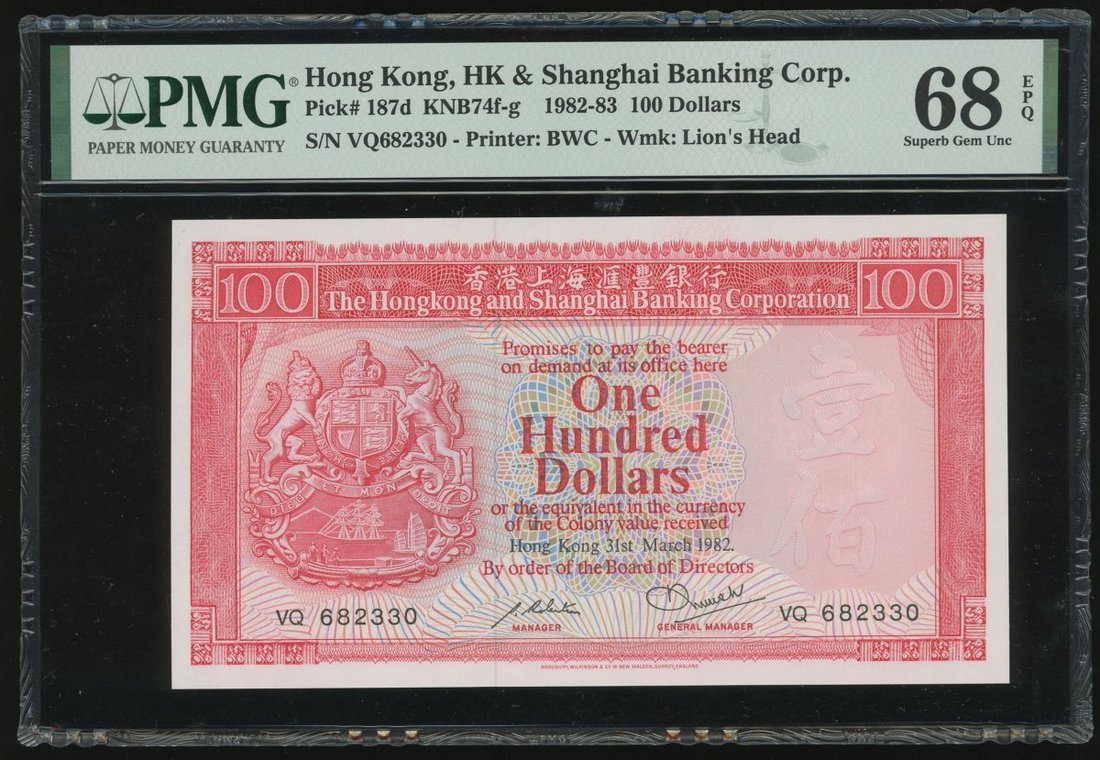 PMG®
PAPER MONEY GUARANTY
Hong Kong, HK & Shanghai Banking Corp.
Pick# 187d KNB74f-g 1982-83 100 Dollars
S/N VQ682330 - Printer: BWC - Wmk: Lion's Head
68
EPQ
Superb Gem Unc
100
香港上海滙豐銀行
The Hongkong and Shanghai Banking Corporation
100
Promises to pay the bearer
on demand at its office here
One
Hundred
Dollars
or the equivalent in the currency
of the Colony value received
Hong Kong 31st March 1982.
By order of the Board of Directors
壹
佰
DIEU ET MON DROIT
VQ 682330
MANAGER
GENERAL MANAGER
VQ 682330
BRADBURY, WILKINSON & Cº Lᵈ NEW MALDEN, SURREY, ENGLAND